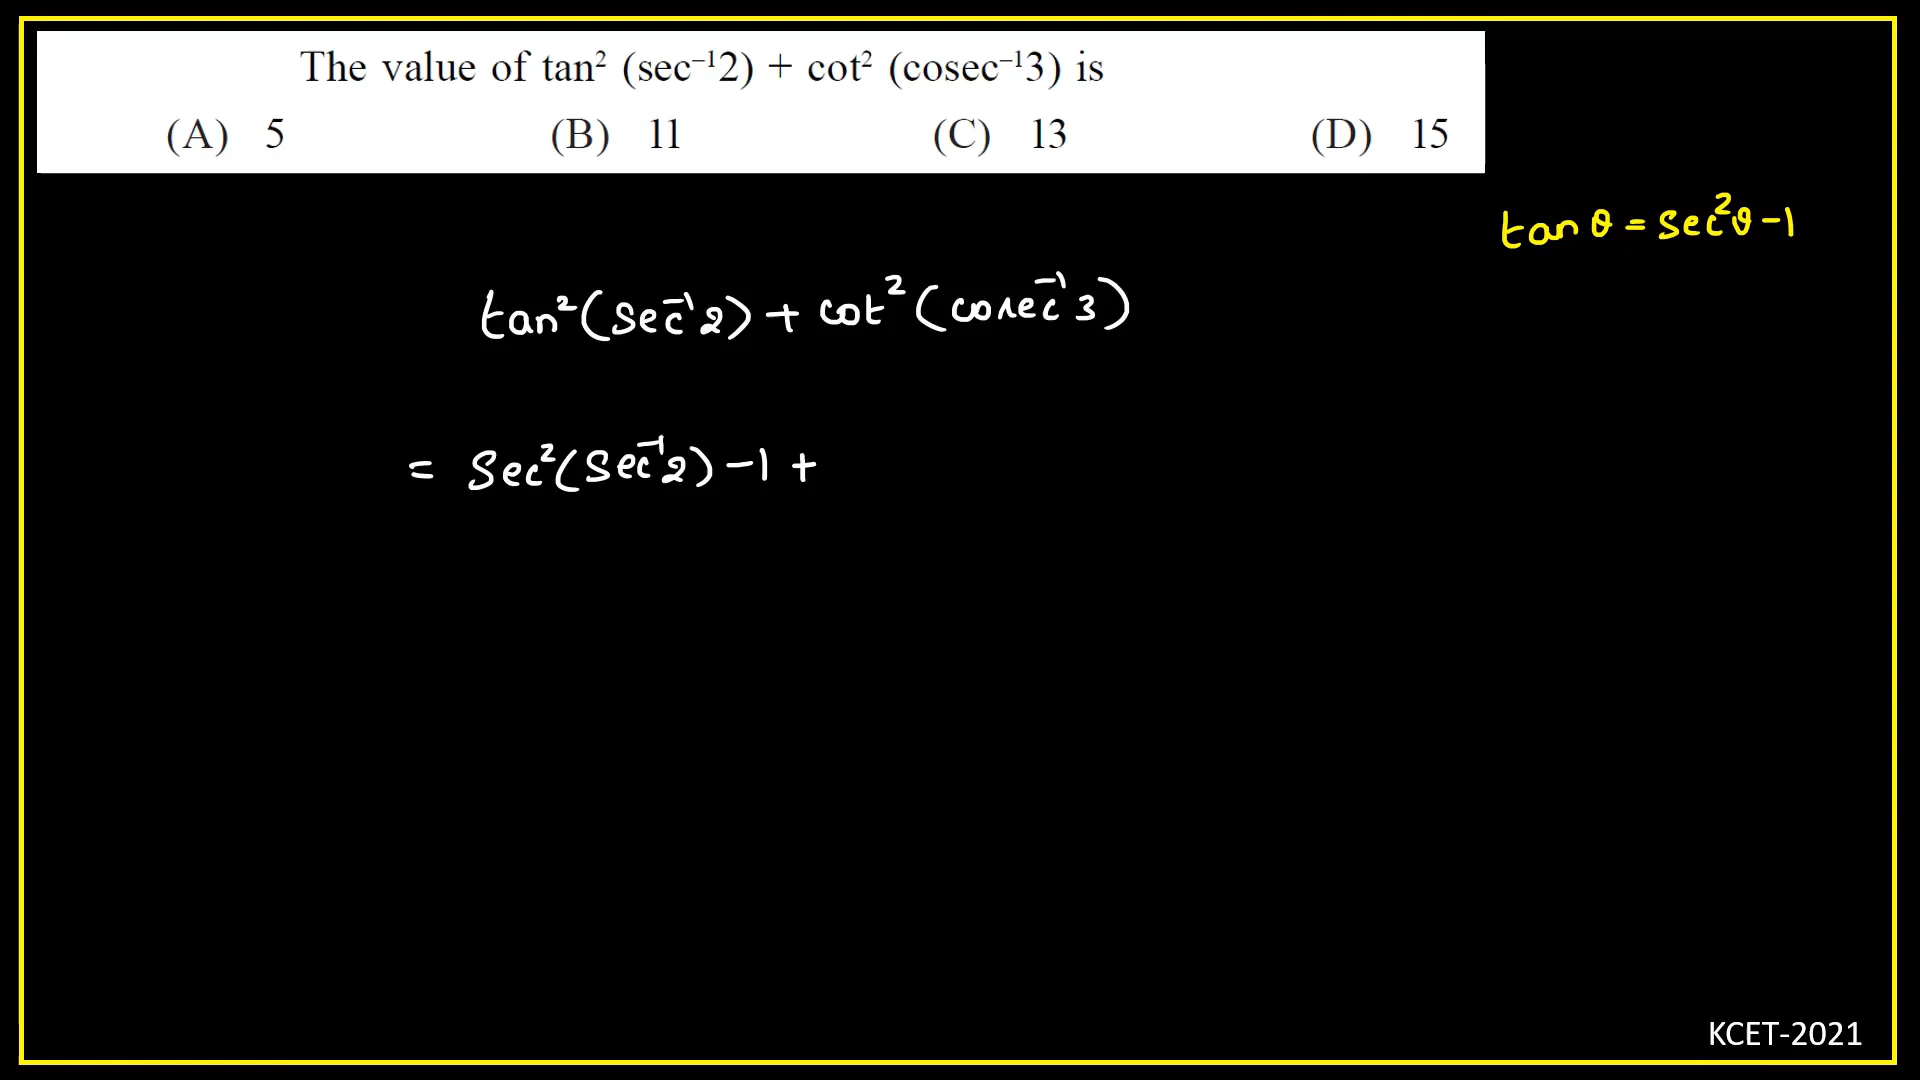 The value of tan² (sec⁻¹2) + cot² (cosec⁻¹3) is
(A) 5 (B) 11 (C) 13 (D) 15
tan θ = sec²θ - 1
tan²(sec⁻¹2) + cot²(cosec⁻¹3)
= sec²(sec⁻¹2) - 1 +
KCET-2021